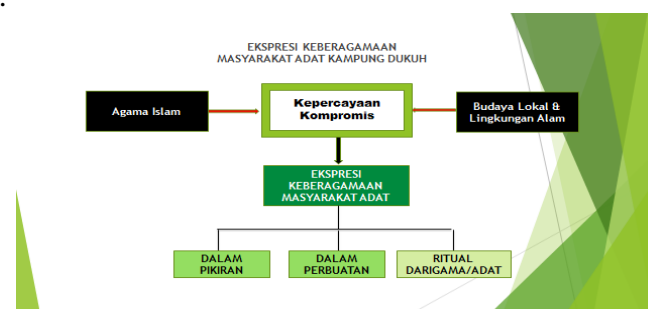 EKSPRESI KEBERAGAMAAN
MASYARAKAT ADAT KAMPUNG DUKUH
Agama Islam
Kepercayaan
Kompromis
Budaya Lokal &
Lingkungan Alam
EKSPRESI
KEBERAGAMAAN
MASYARAKAT ADAT
DALAM
PIKIRAN
DALAM
PERBUATAN
RITUAL
DARIGAMA/ADAT